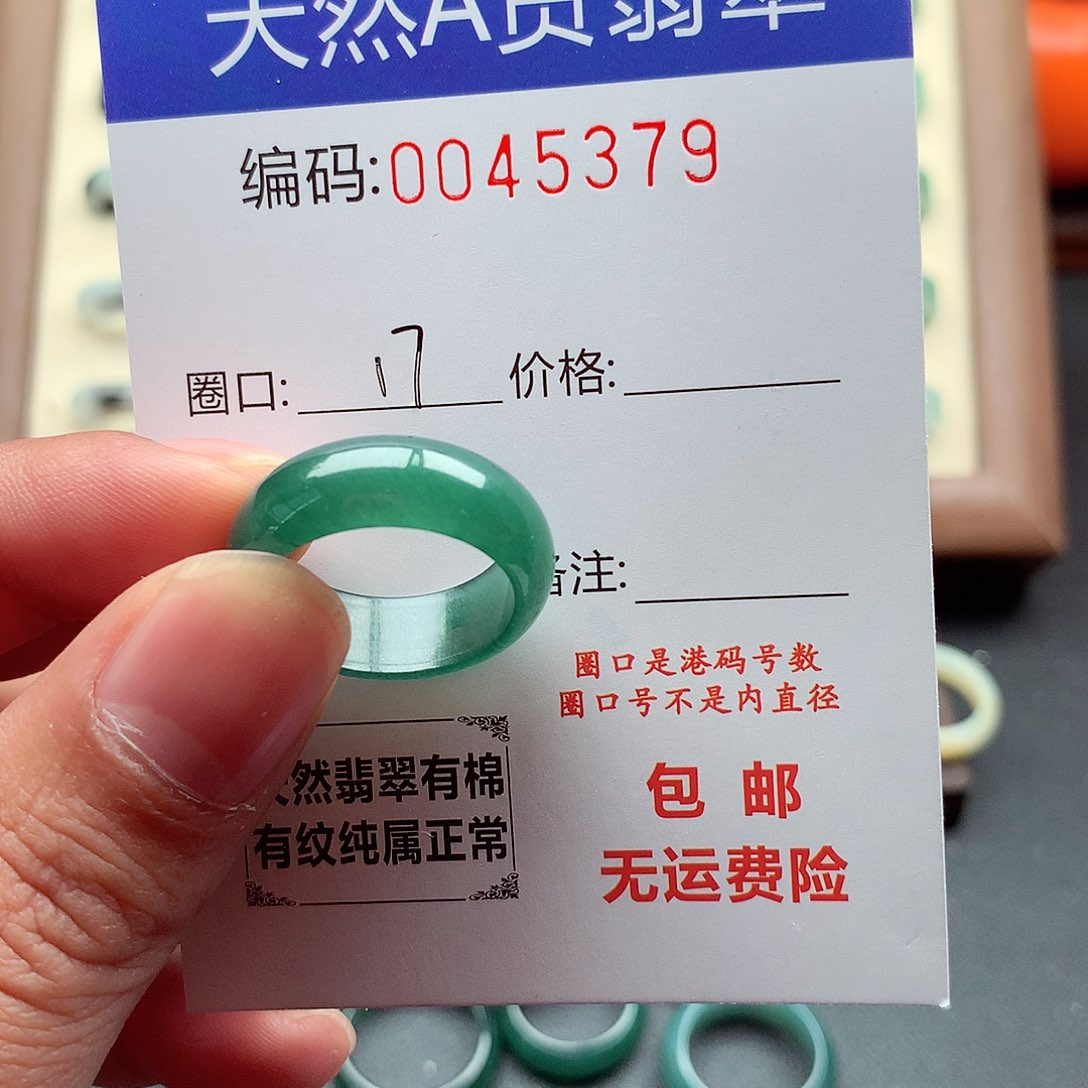 天然A货翡翠
编码:0045379
圈口: 17 价格:
备注:
圈口是港码号数
圈口号不是内直径
天然翡翠有棉
有纹纯属正常
包 邮
无运费险